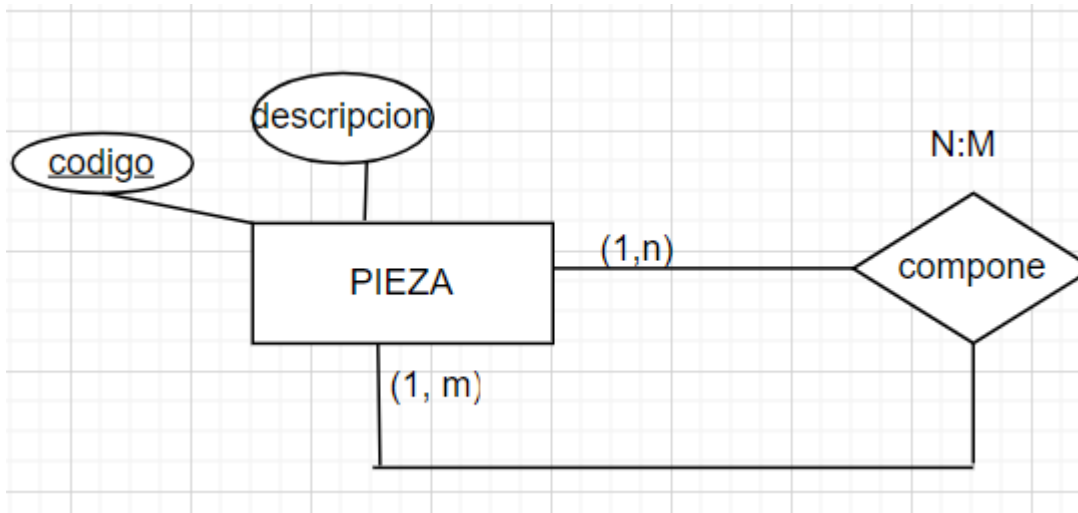 descripcion
codigo
N:M
(1,n)
compone
PIEZA
(1, m)